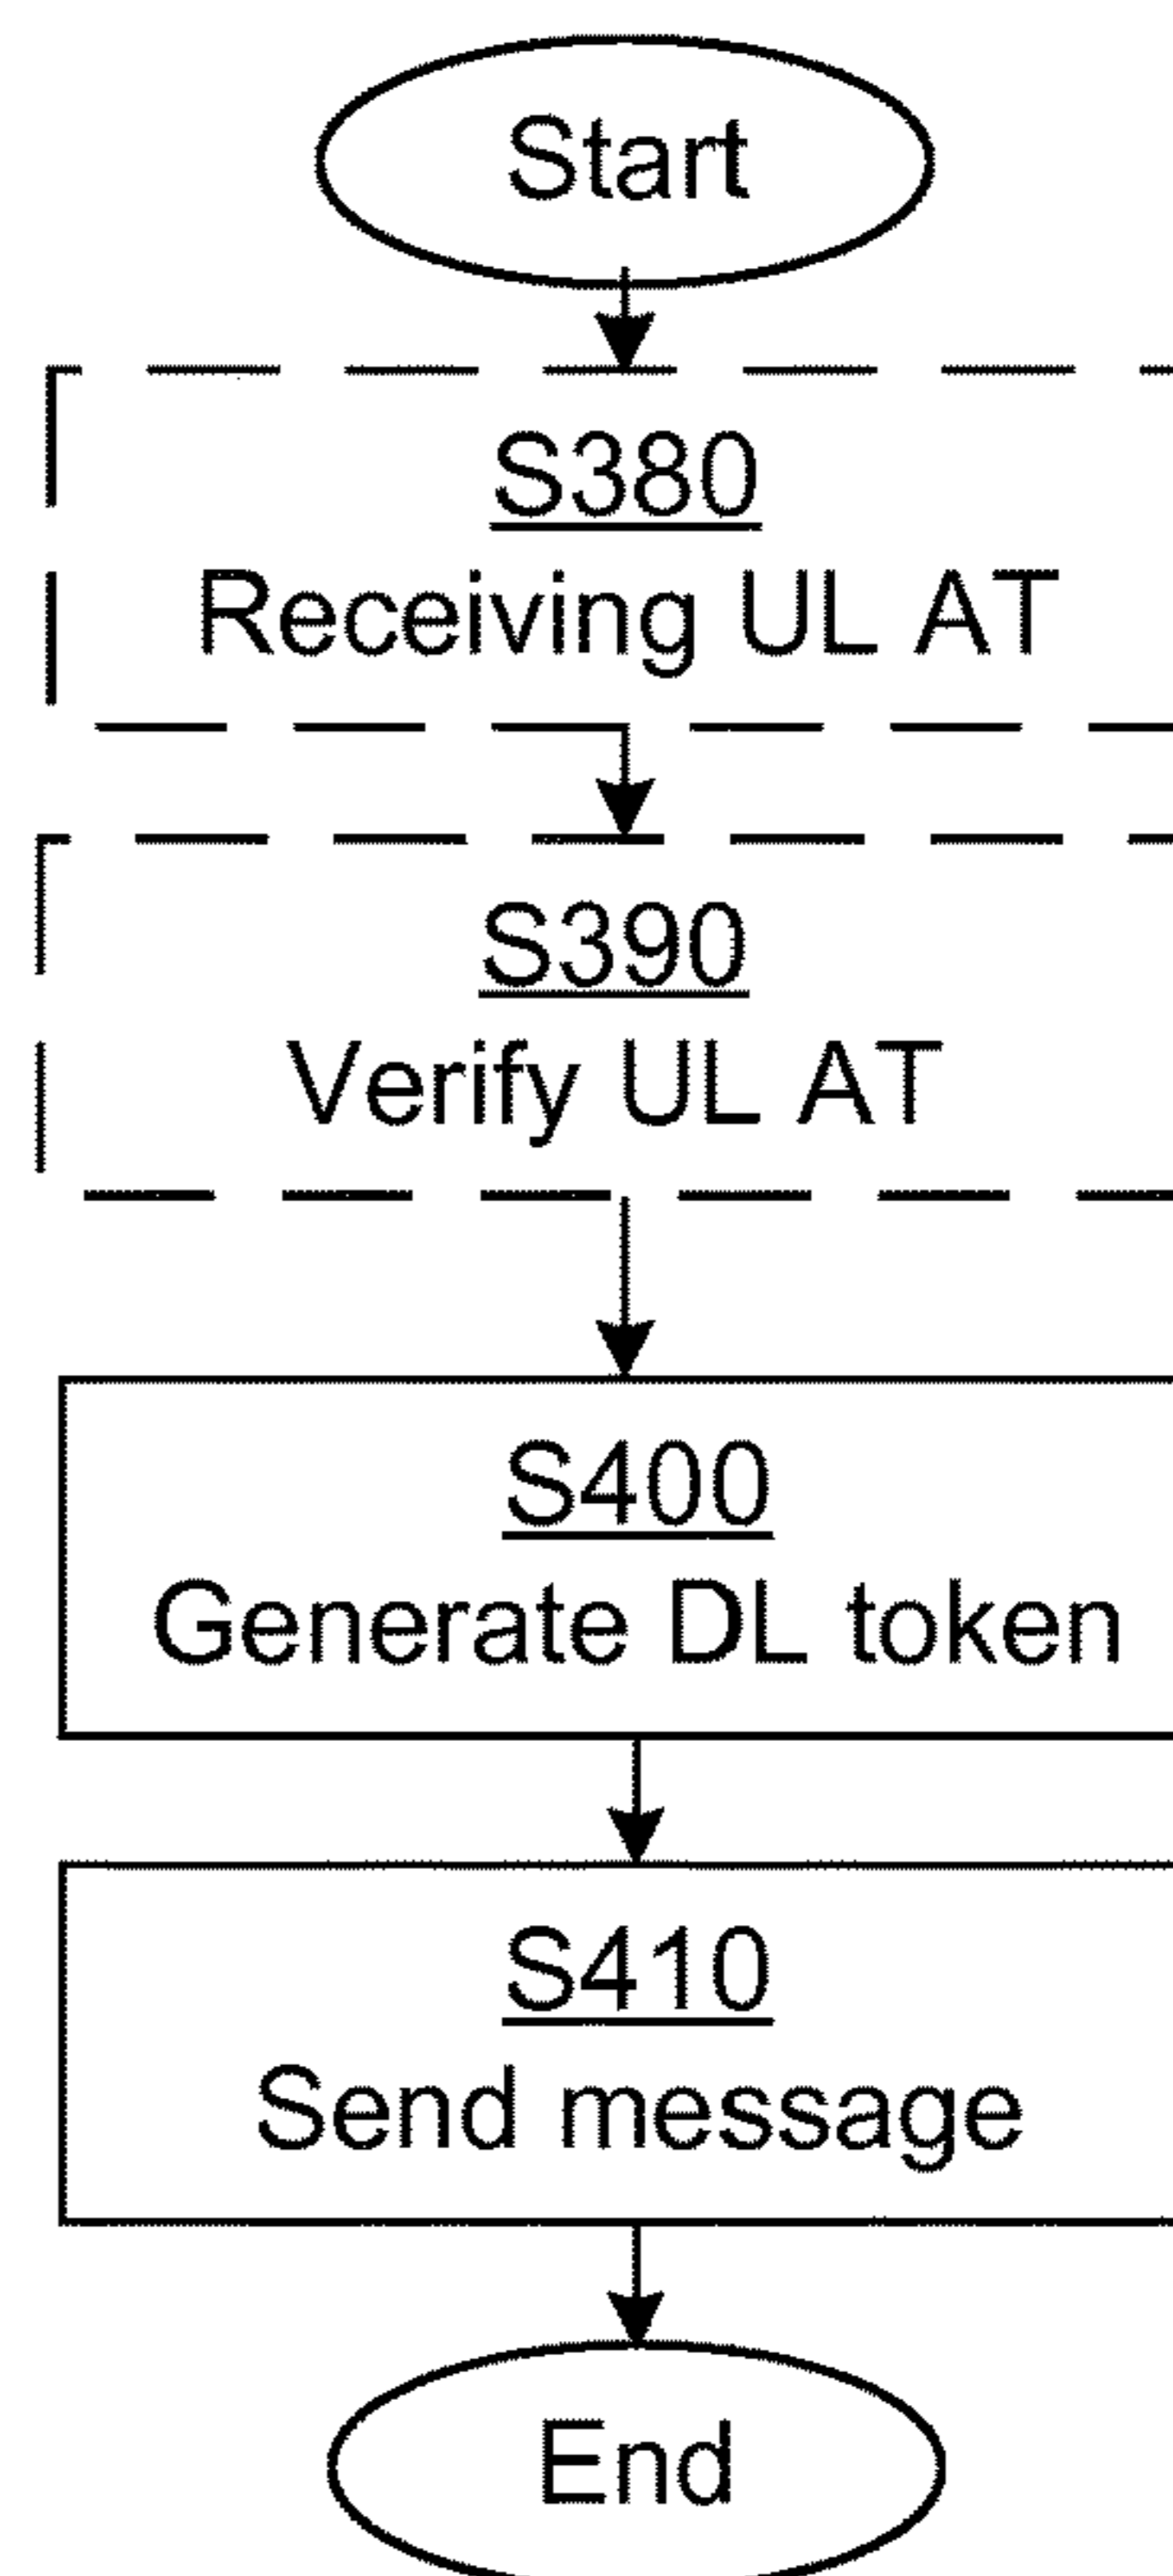 Start
S380
Receiving UL AT
S390
Verify UL AT
S400
Generate DL token
S410
Send message
End